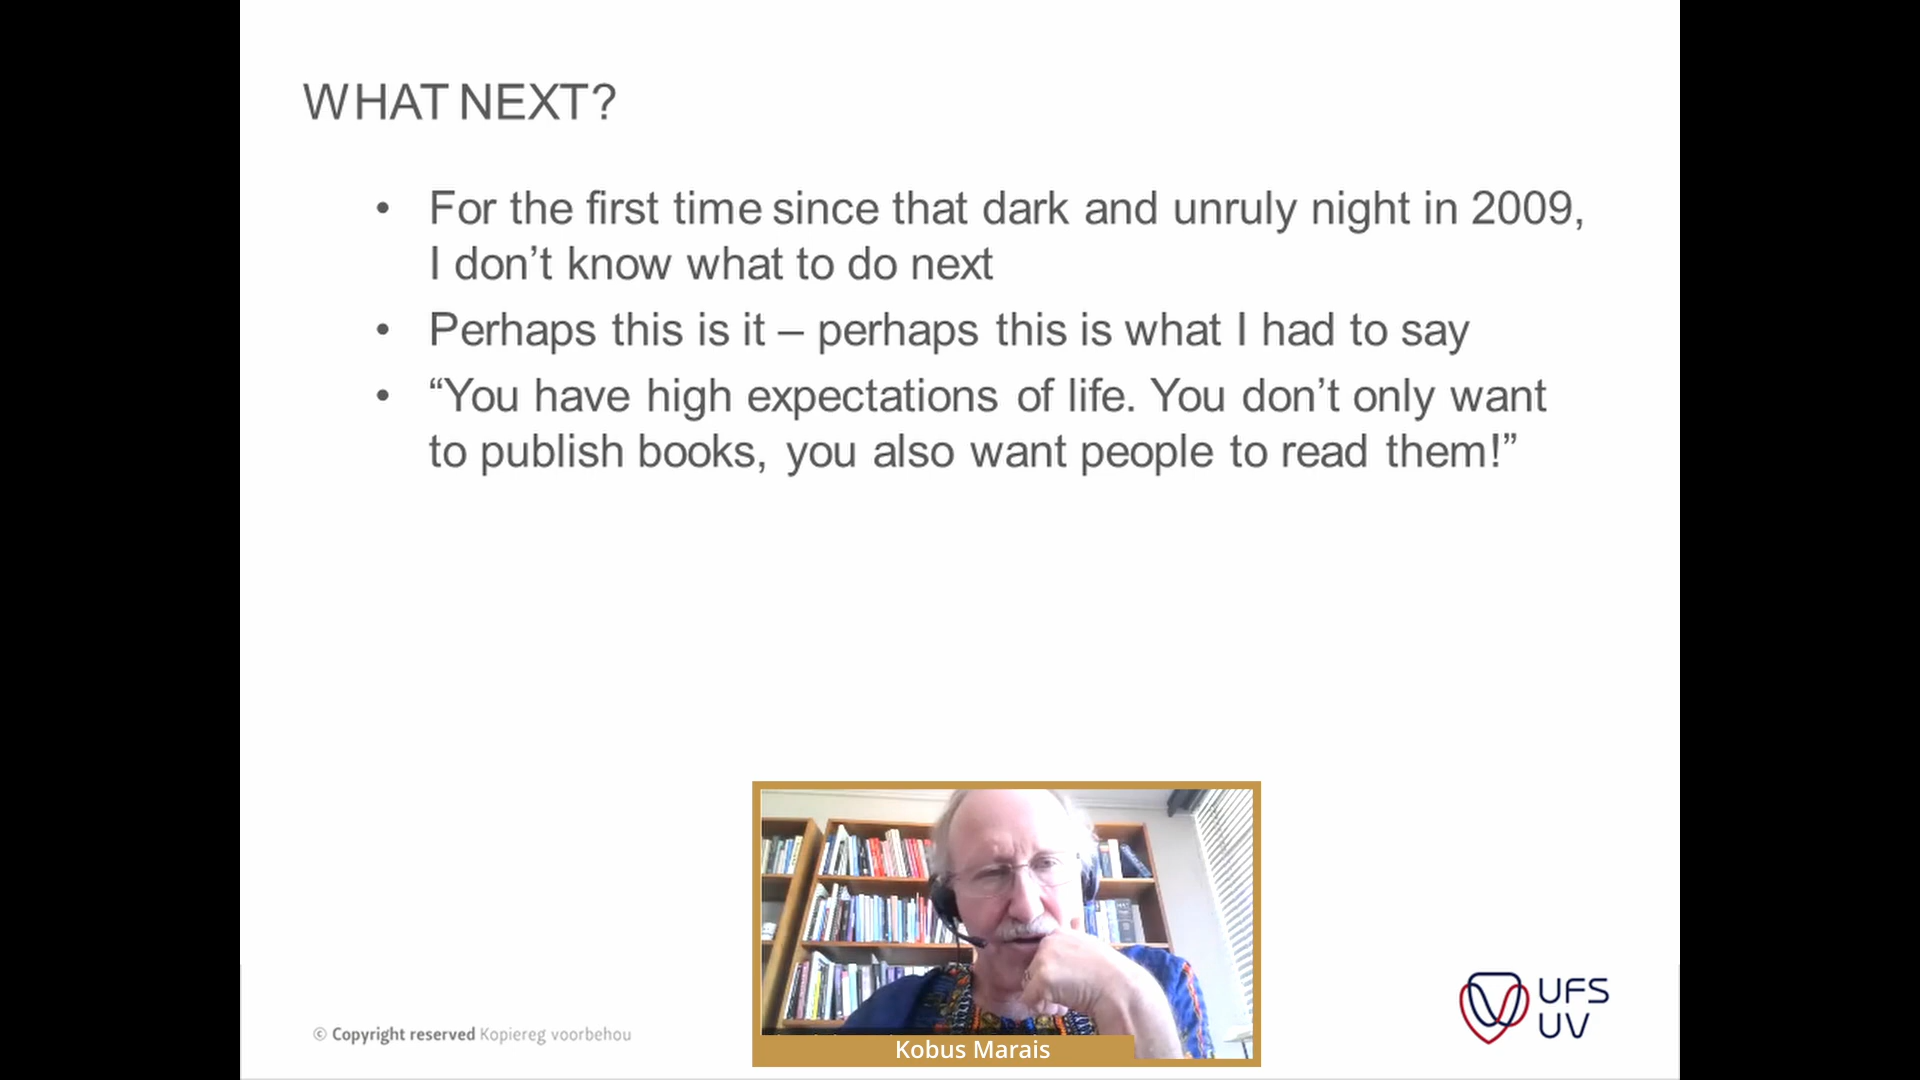 WHAT NEXT?
• For the first time since that dark and unruly night in 2009,
I don’t know what to do next
• Perhaps this is it – perhaps this is what I had to say
• “You have high expectations of life. You don’t only want
to publish books, you also want people to read them!”
© Copyright reserved Kopiereg voorbehou
Kobus Marais
UFS
UV